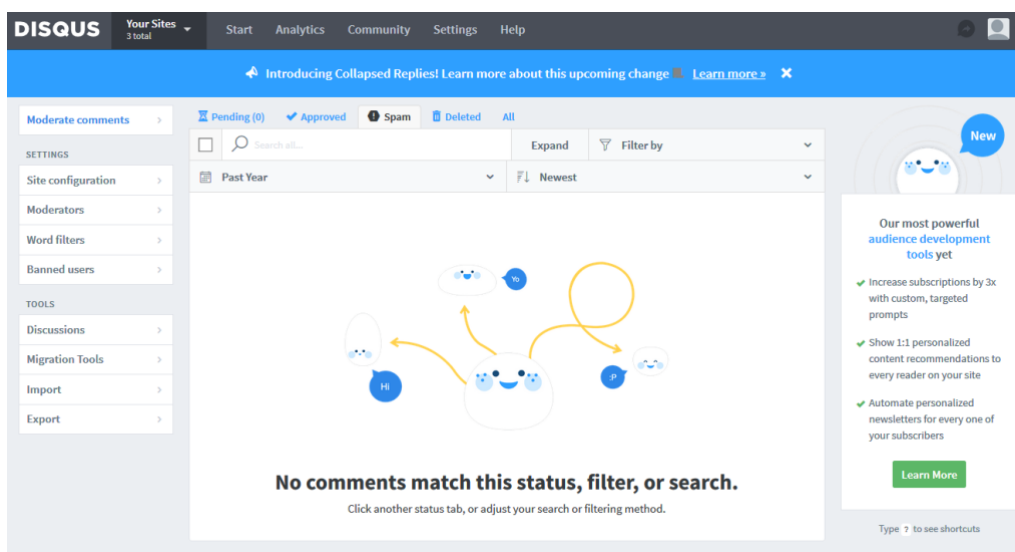 DISQUS
Your Sites
3 total
Start Analytics Community Settings Help
Introducing Collapsed Replies! Learn more about this upcoming change Learn more »
Moderate comments
SETTINGS
Site configuration
Moderators
Word filters
Banned users
TOOLS
Discussions
Migration Tools
Import
Export
Pending (0) Approved Spam Deleted All
Search all...
Expand
Filter by
Past Year
Newest
Yo
Hi
:P
No comments match this status, filter, or search.
Click another status tab, or adjust your search or filtering method.
New
Our most powerful
audience development
tools yet
Increase subscriptions by 3x
with custom, targeted
prompts
Show 1:1 personalized
content recommendations to
every reader on your site
Automate personalized
newsletters for every one of
your subscribers
Learn More
Type ? to see shortcuts